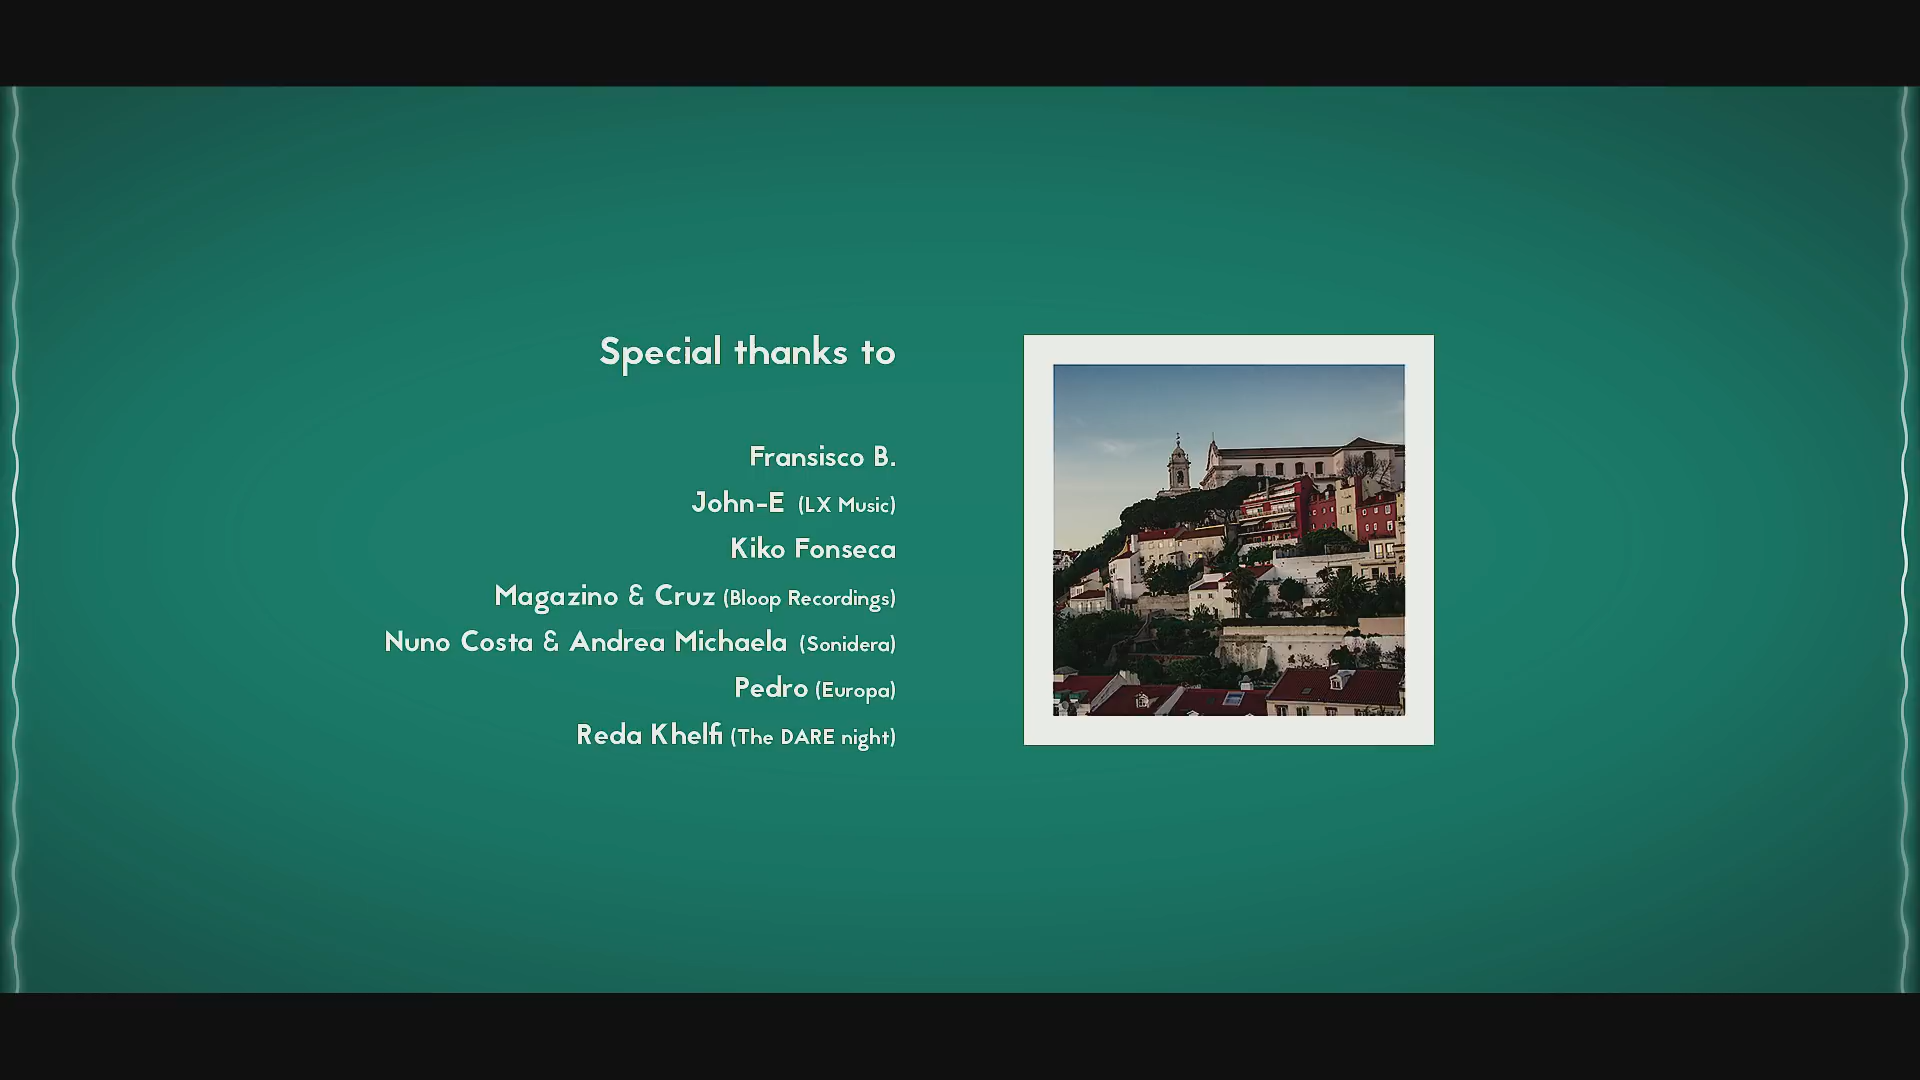 Special thanks to
Fransisco B.
John-E (LX Music)
Kiko Fonseca
Magazino & Cruz (Bloop Recordings)
Nuno Costa & Andrea Michaela (Sonidera)
Pedro (Europa)
Reda Khelfi (The DARE night)